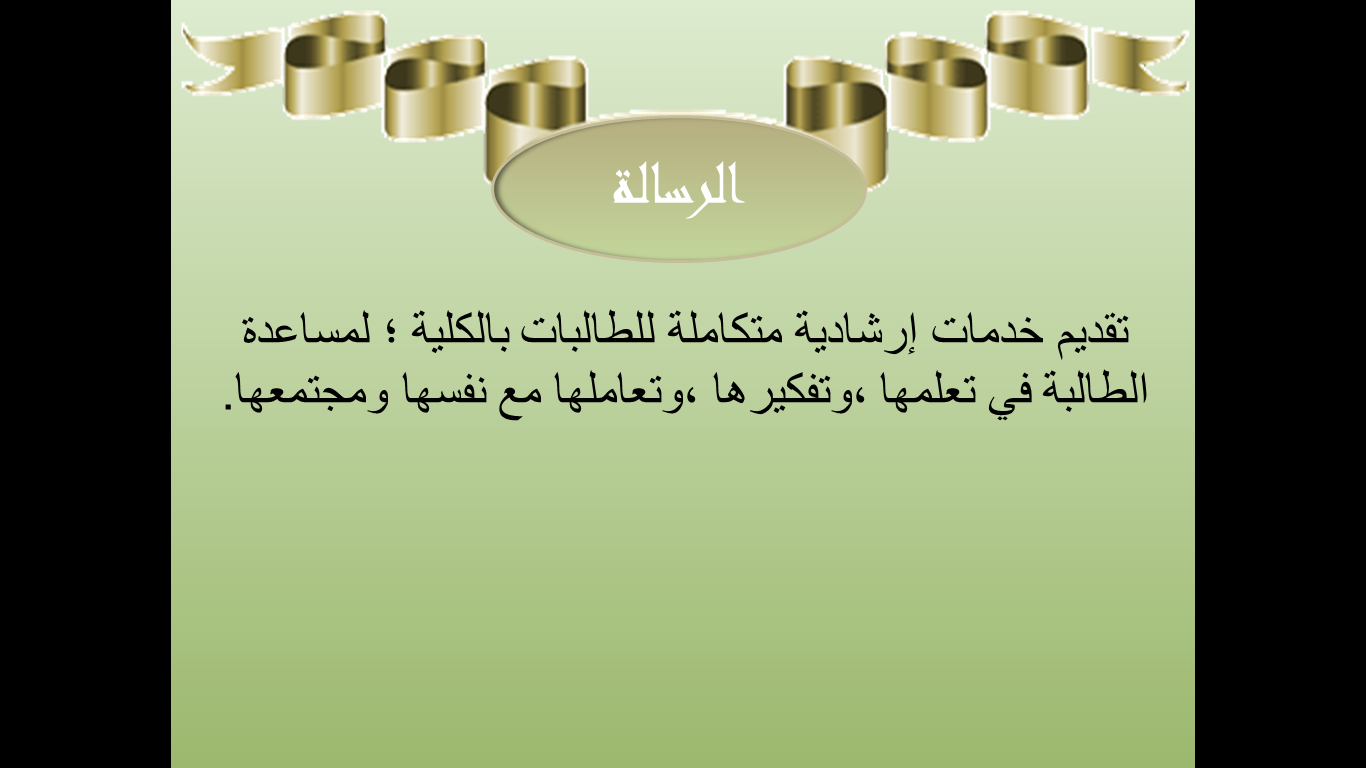 الرسالة
تقديم خدمات إرشادية متكاملة للطالبات بالكلية ؛ لمساعدة
الطالبة في تعلمها ،وتفكيرها ،وتعاملها مع نفسها ومجتمعها.